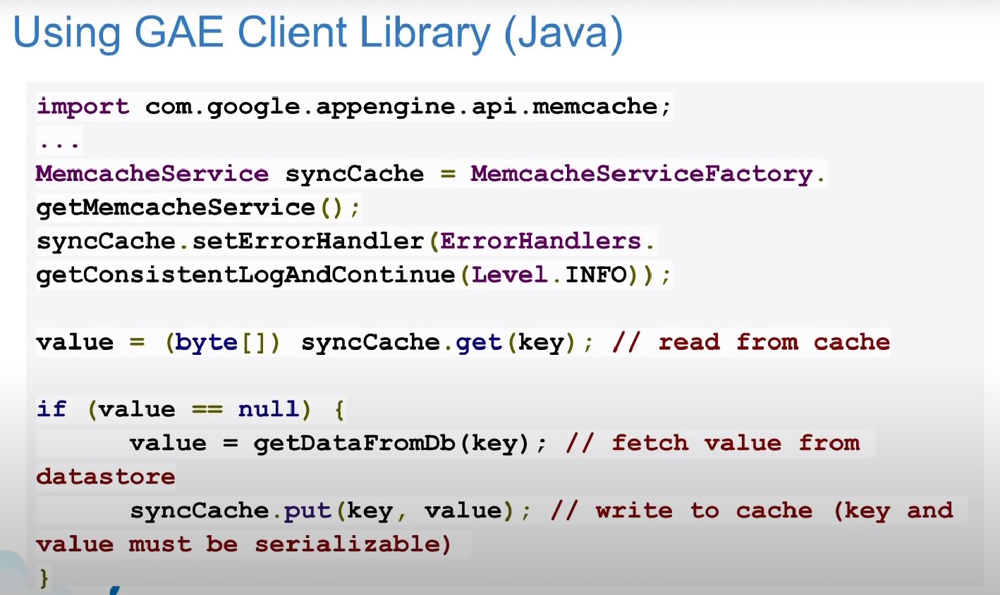 Using GAE Client Library (Java)
import com.google.appengine.api.memcache;
...
MemcacheService syncCache = MemcacheServiceFactory.
getMemcacheService();
syncCache.setErrorHandler(ErrorHandlers.
getConsistentLogAndContinue(Level.INFO));
value = (byte[]) syncCache.get(key); // read from cache
if (value == null) {
value = getDataFromDb(key); // fetch value from
datastore
syncCache.put(key, value); // write to cache (key and
value must be serializable)
}